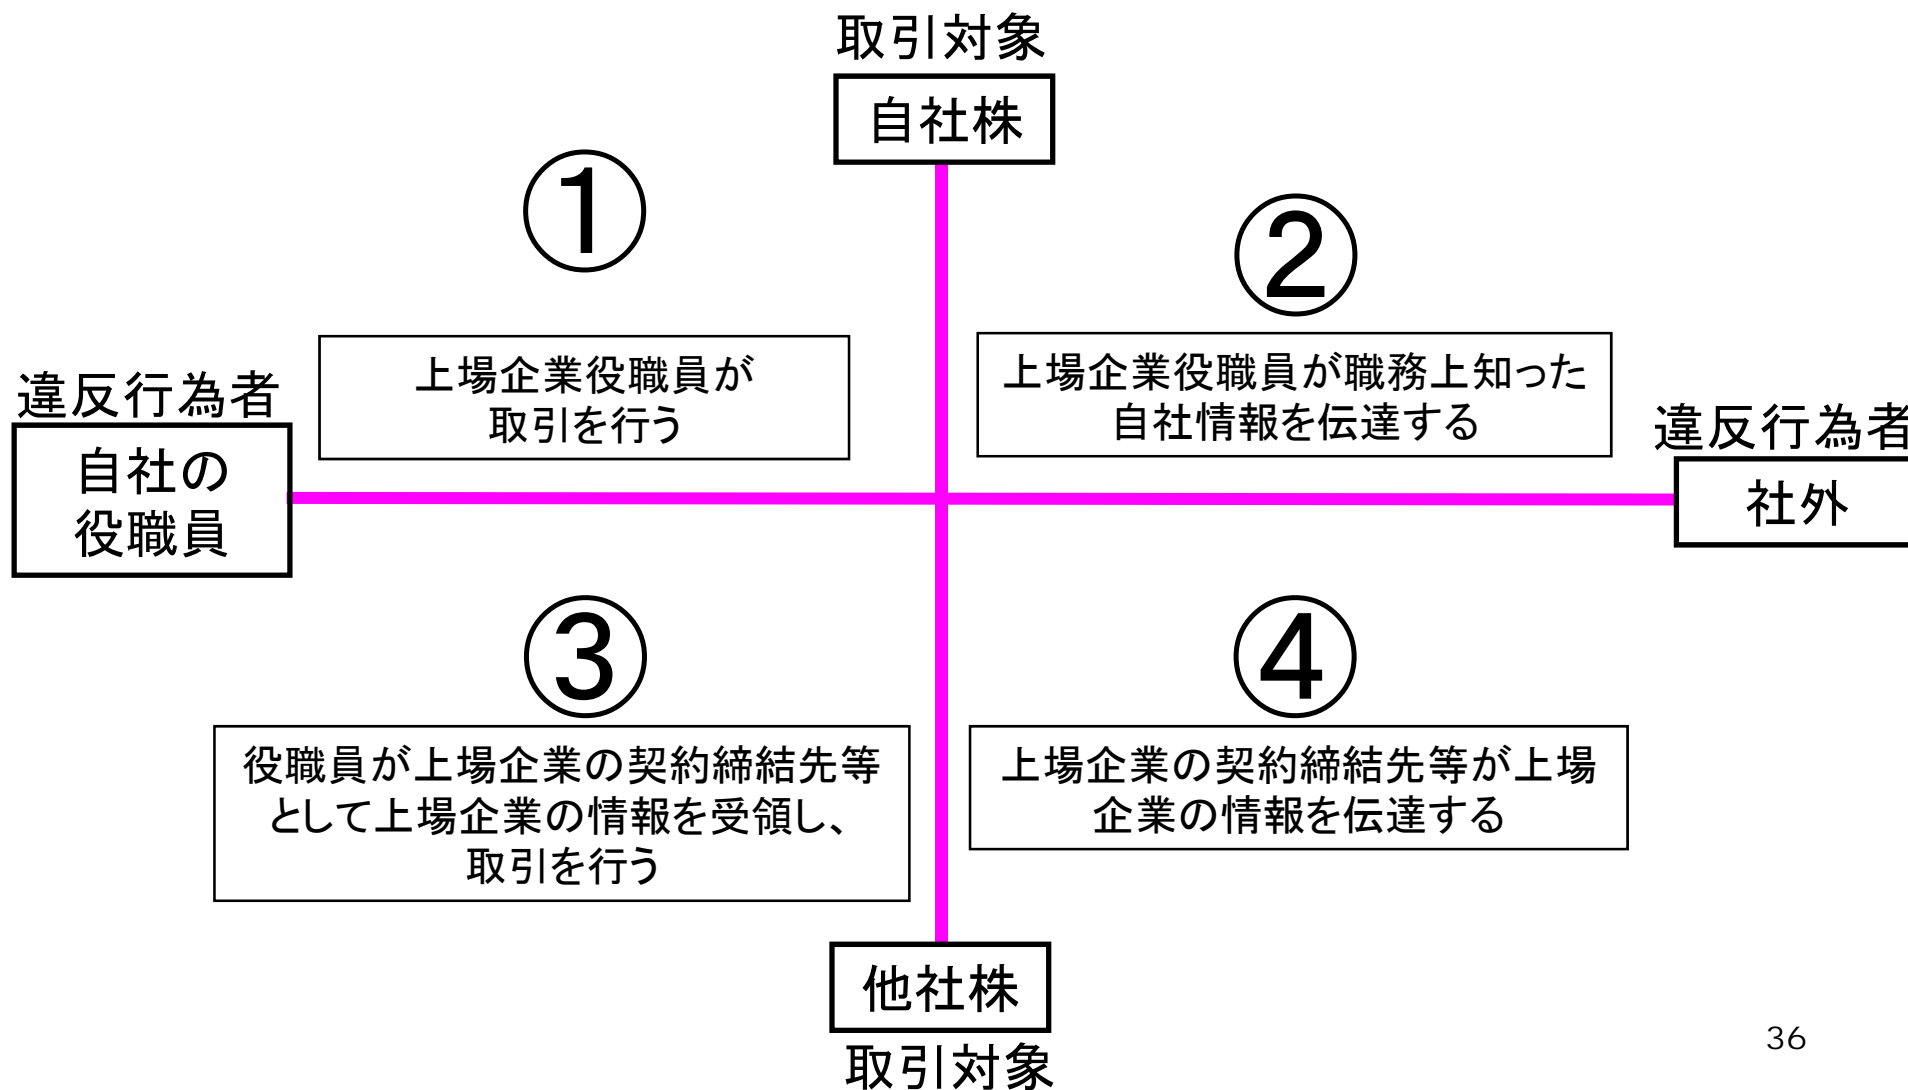 取引対象
自社株
①
②
上場企業役職員が
取引を行う
上場企業役職員が職務上知った
自社情報を伝達する
違反行為者
自社の
役職員
違反行為者
社外
③
④
役職員が上場企業の契約締結先等
として上場企業の情報を受領し、
取引を行う
上場企業の契約締結先等が上場
企業の情報を伝達する
他社株
取引対象
36